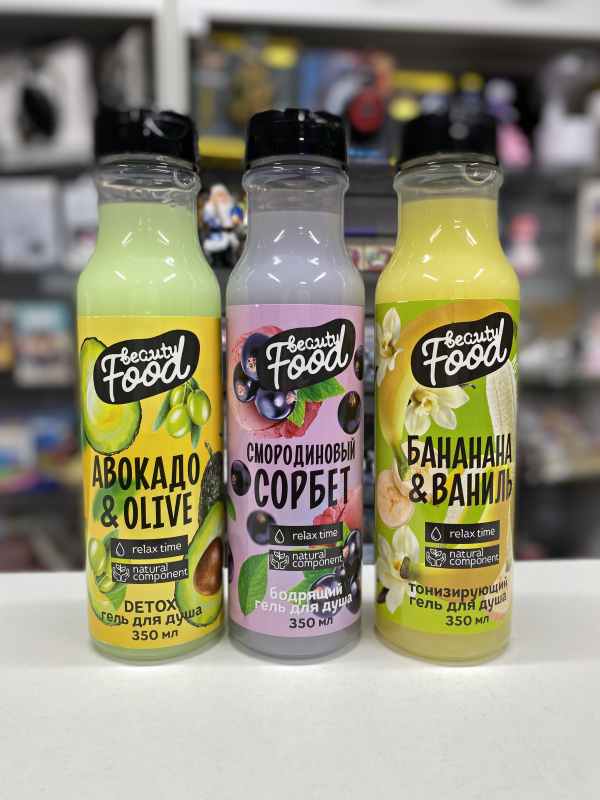 beauty
Food
АВОКАДО
& OLIVE
relax time
natural
component
DETOX
гель для душа
350 мл
beauty
Food
СМОРОДИНОВЫЙ
СОРБЕТ
relax time
natural
component
бодрящий
гель для душа
350 мл
beauty
Food
БАНАНАНА
&ВАНИЛЬ
relax time
natural
component
тонизирующий
гель для душа
350 мл